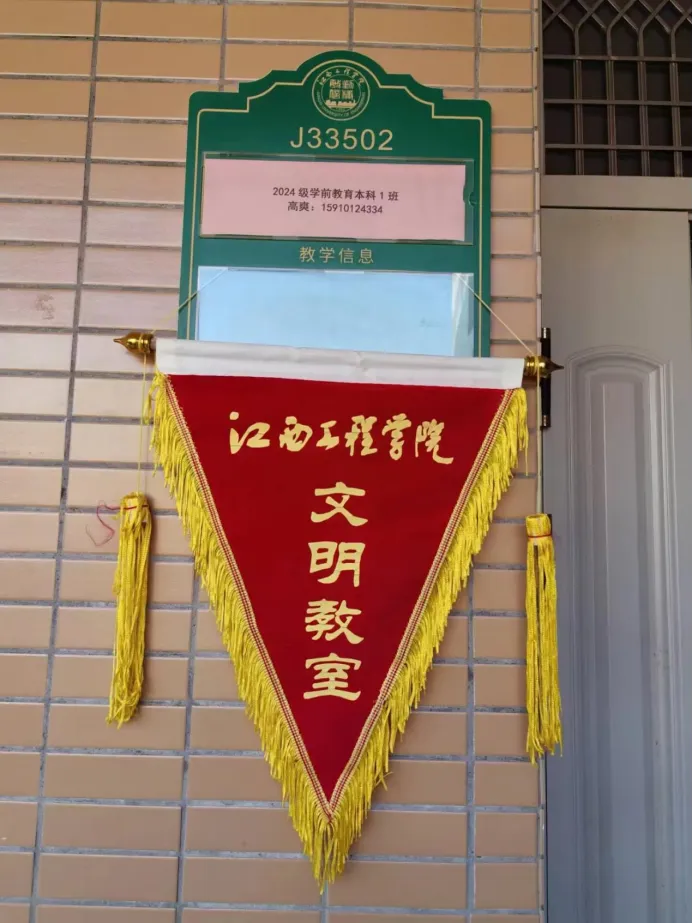 J33502
2024 级学前教育本科 1 班
高爽：15910124334
教学信息
江西工程学院
文明教室